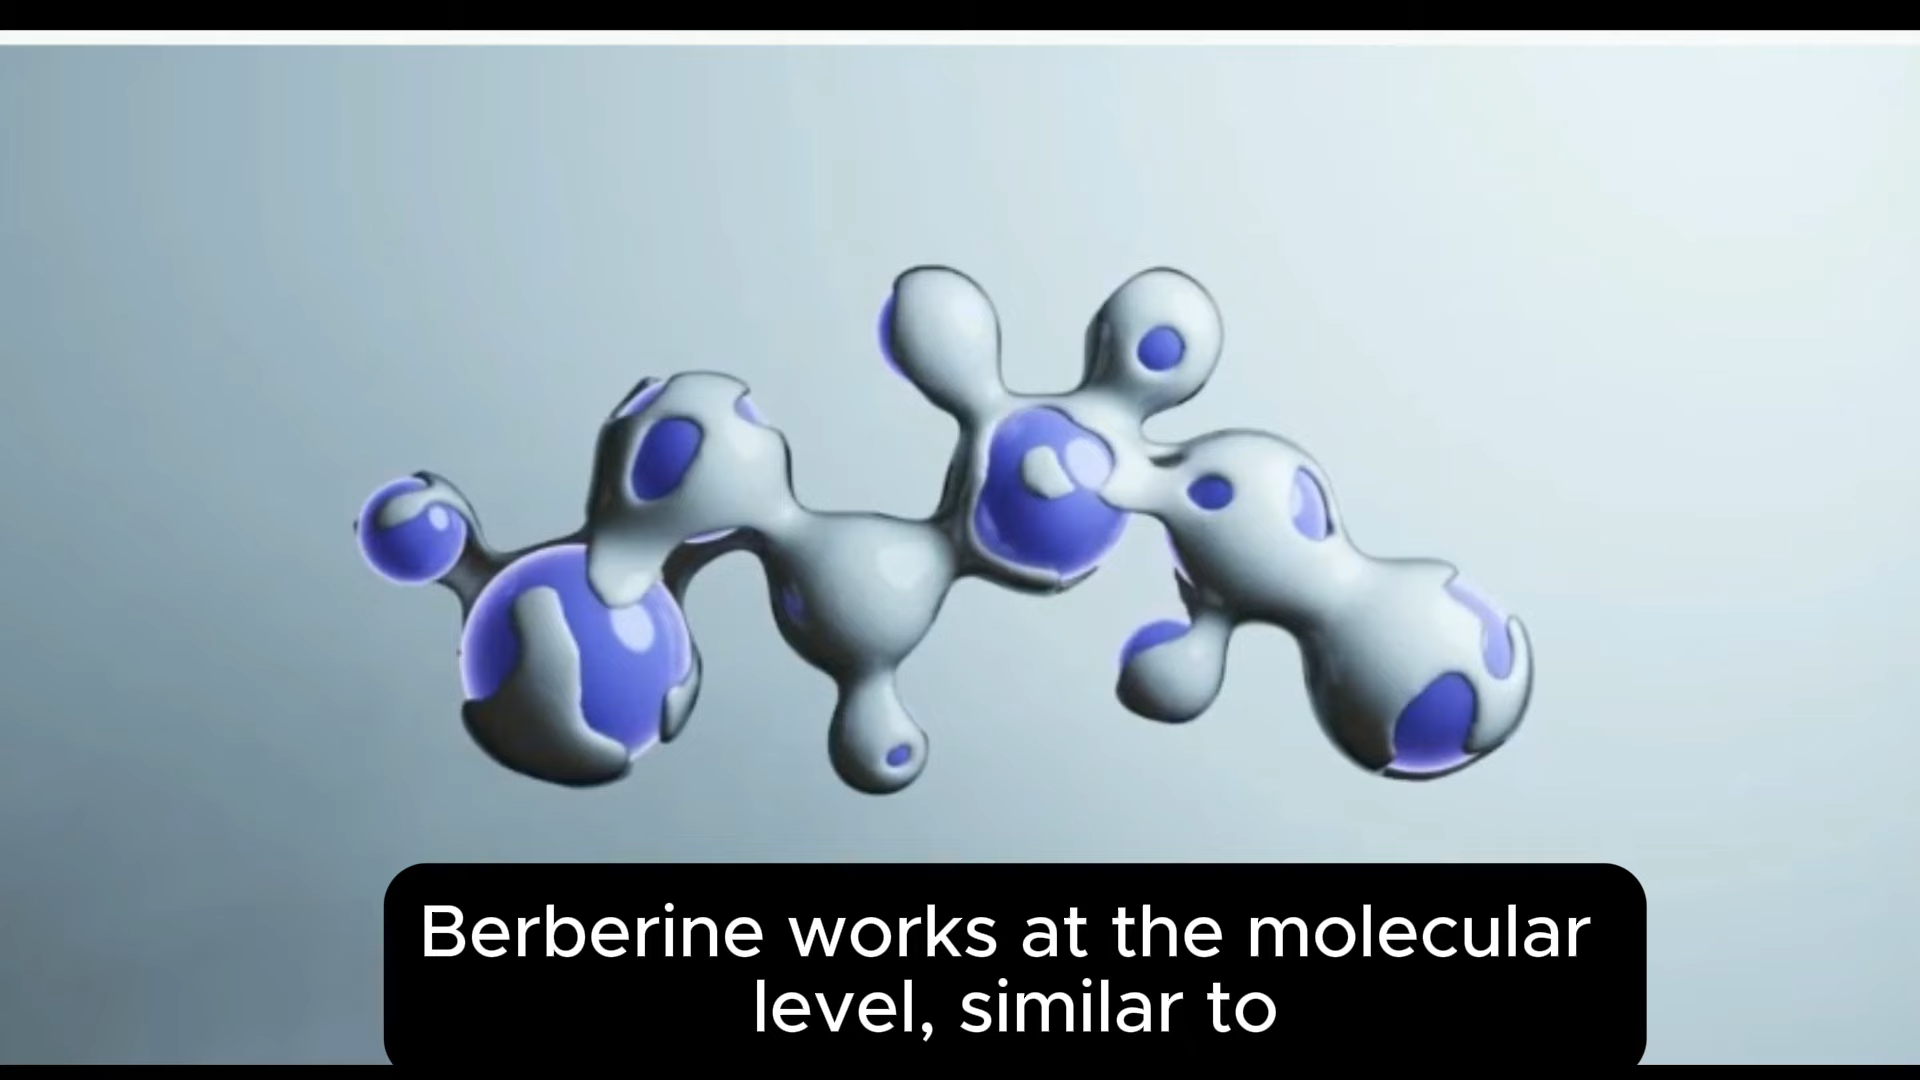 Berberine works at the molecular
level, similar to